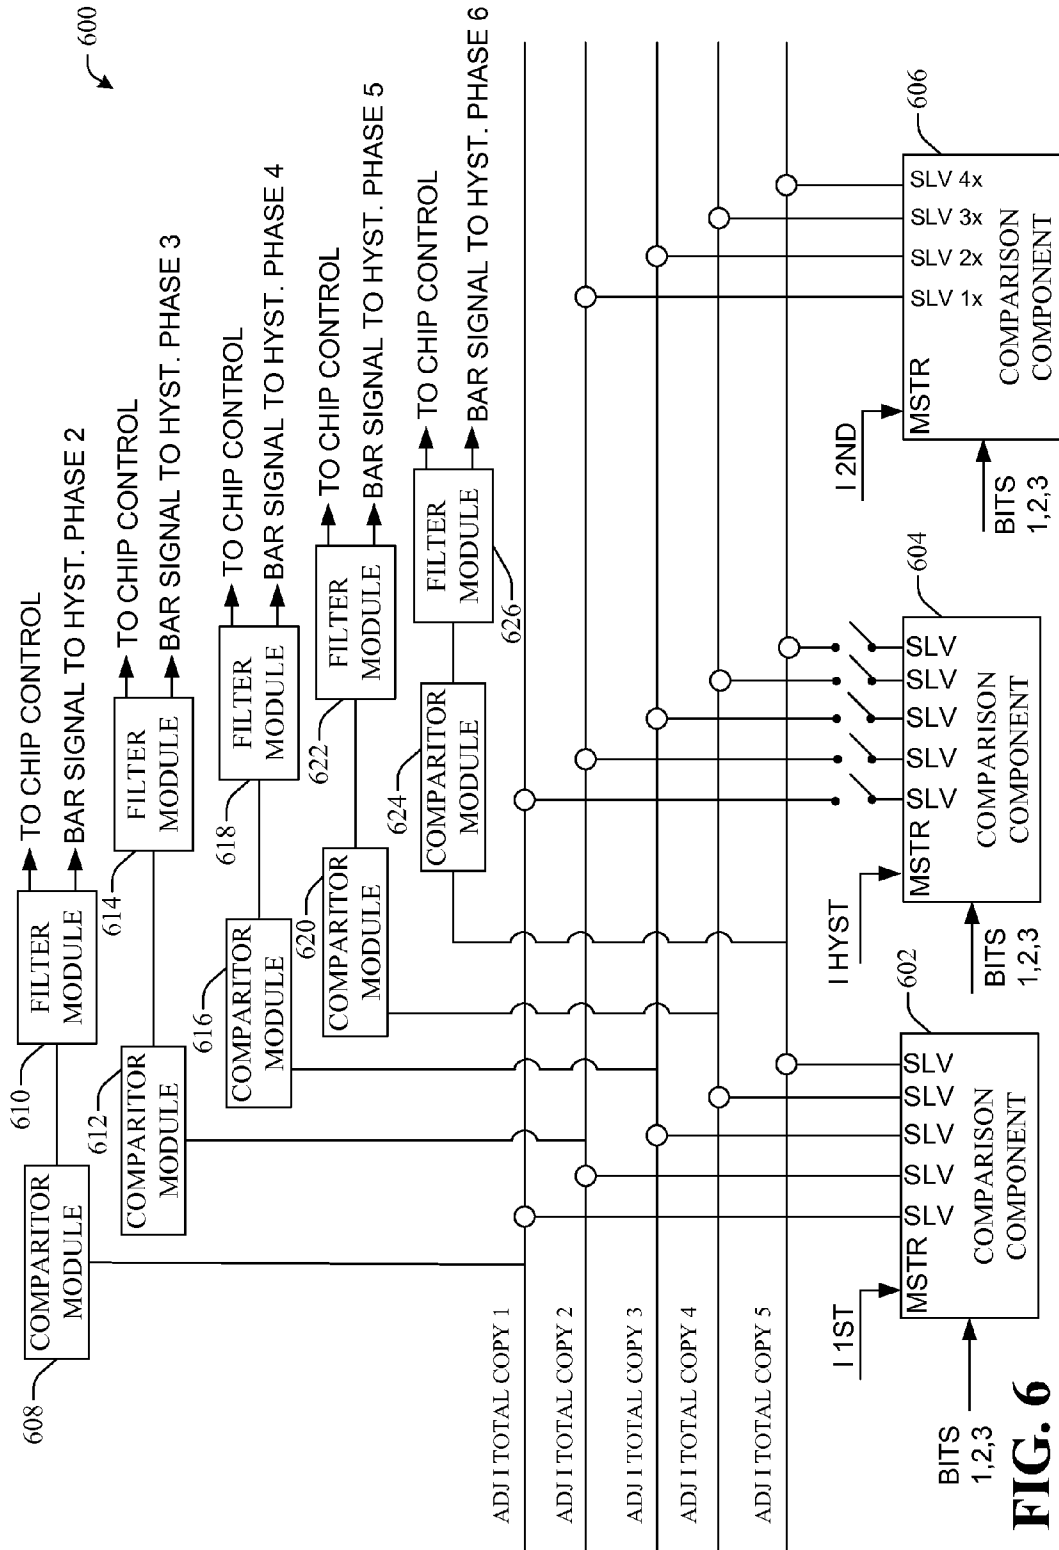 600
TO CHIP CONTROL
BAR SIGNAL TO HYST. PHASE 2
FILTER
MODULE
610
COMPARITOR
MODULE
608
TO CHIP CONTROL
BAR SIGNAL TO HYST. PHASE 3
FILTER
MODULE
614
COMPARITOR
MODULE
612
TO CHIP CONTROL
BAR SIGNAL TO HYST. PHASE 4
FILTER
MODULE
618
COMPARITOR
MODULE
616
TO CHIP CONTROL
BAR SIGNAL TO HYST. PHASE 5
FILTER
MODULE
622
COMPARITOR
MODULE
620
TO CHIP CONTROL
BAR SIGNAL TO HYST. PHASE 6
FILTER
MODULE
626
COMPARITOR
MODULE
624
ADJ I TOTAL COPY 1
ADJ I TOTAL COPY 2
ADJ I TOTAL COPY 3
ADJ I TOTAL COPY 4
ADJ I TOTAL COPY 5
I 1ST
602
MSTR
SLV
SLV
SLV
SLV
SLV
COMPARISON
COMPONENT
BITS
1,2,3
I HYST
604
MSTR
SLV
SLV
SLV
SLV
SLV
COMPARISON
COMPONENT
BITS
1,2,3
I 2ND
606
MSTR
SLV 1x
SLV 2x
SLV 3x
SLV 4x
COMPARISON
COMPONENT
BITS
1,2,3
FIG. 6